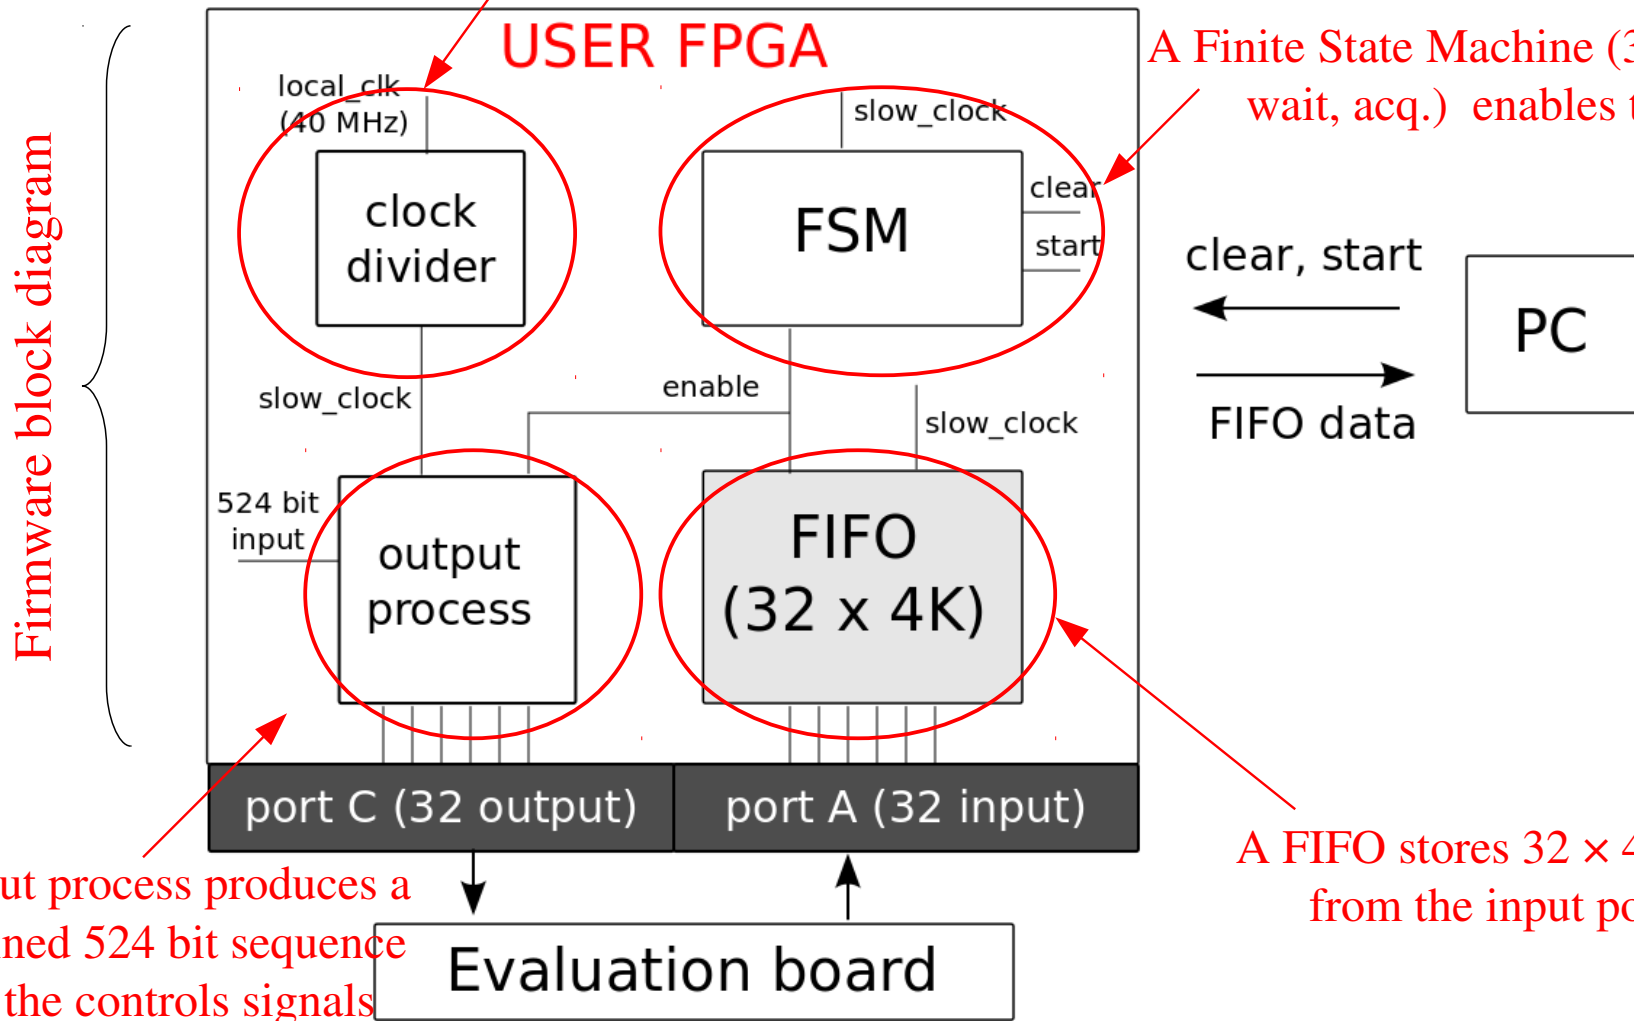 USER FPGA
A Finite State Machine (3
wait, acq.) enables t
local_clk
(40 MHz)
slow_clock
clock
divider
FSM
clear
start
clear, start
PC
FIFO data
Firmware block diagram
slow_clock
enable
slow_clock
524 bit
input
output
process
FIFO
(32 x 4K)
port C (32 output)
port A (32 input)
A FIFO stores 32 × 4
from the input po
ut process produces a
ned 524 bit sequence
the controls signals
Evaluation board